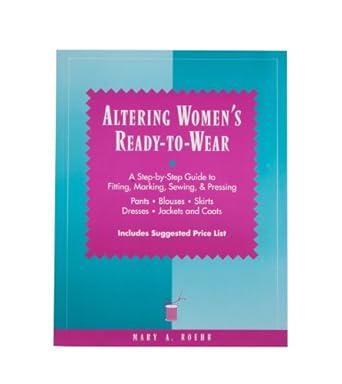 ALTERING WOMEN'S
READY-TO-WEAR
A Step-by-Step Guide to
Fitting, Marking, Sewing, & Pressing
Pants • Blouses • Skirts
Dresses • Jackets and Coats
Includes Suggested Price List
MARY A. ROEHR